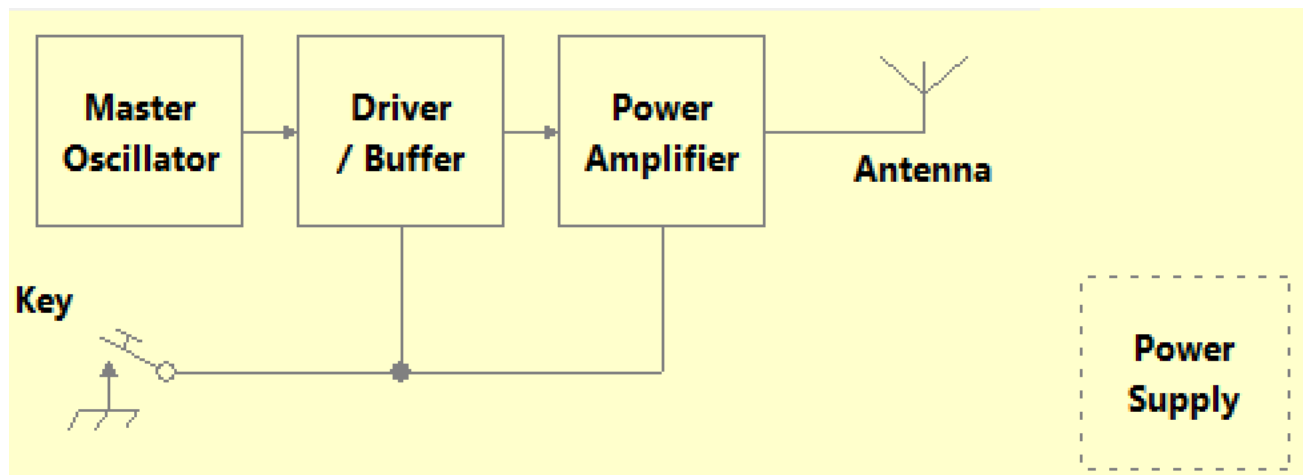 Master
Oscillator
Driver
/ Buffer
Power
Amplifier
Antenna
Key
Power
Supply